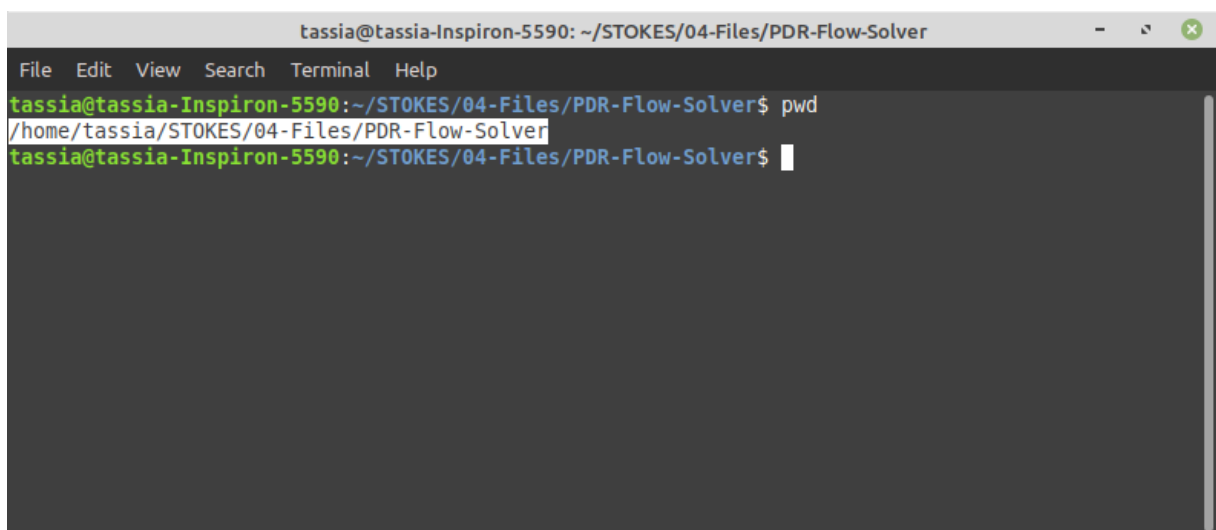 tassia@tassia-Inspiron-5590: ~/STOKES/04-Files/PDR-Flow-Solver
File Edit View Search Terminal Help
tassia@tassia-Inspiron-5590:~/STOKES/04-Files/PDR-Flow-Solver$ pwd
/home/tassia/STOKES/04-Files/PDR-Flow-Solver
tassia@tassia-Inspiron-5590:~/STOKES/04-Files/PDR-Flow-Solver$